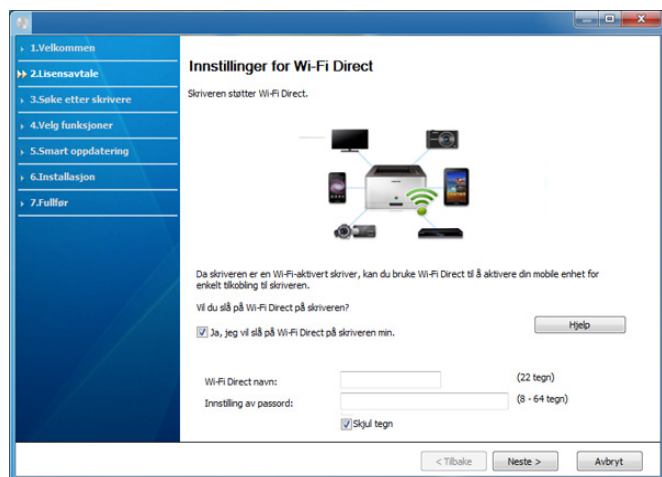 1.Velkommen
2.Lisensavtale
3.Søke etter skrivere
4.Velg funksjoner
5.Smart oppdatering
6.Installasjon
7.Fullfør
Innstillinger for Wi-Fi Direct
Skriveren støtter Wi-Fi Direct.
Da skriveren er en Wi-Fi-aktivert skriver, kan du bruke Wi-Fi Direct til å aktivere din mobile enhet for
enkelt tilkobling til skriveren.
Vil du slå på Wi-Fi Direct på skriveren?
Ja, jeg vil slå på Wi-Fi Direct på skriveren min.
Hjelp
Wi-Fi Direct navn: (22 tegn)
Innstilling av passord: (8 - 64 tegn)
Skjul tegn
< Tilbake Neste > Avbryt